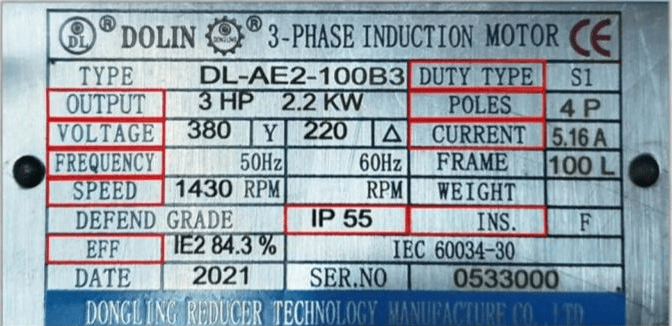 DL ® DOLIN DONGLING ® 3-PHASE INDUCTION MOTOR CE
TYPE DL-AE2-100B3 DUTY TYPE S1
OUTPUT 3 HP 2.2 KW POLES 4 P
VOLTAGE 380 Y 220 △ CURRENT 5.16 A
FREQUENCY 50Hz 60Hz FRAME 100 L
SPEED 1430 RPM RPM WEIGHT
DEFEND GRADE IP 55 INS. F
EFF IE2 84.3 % IEC 60034-30
DATE 2021 SER.NO 0533000
DONGLING REDUCER TECHNOLOGY MANUFACTURE CO., LTD